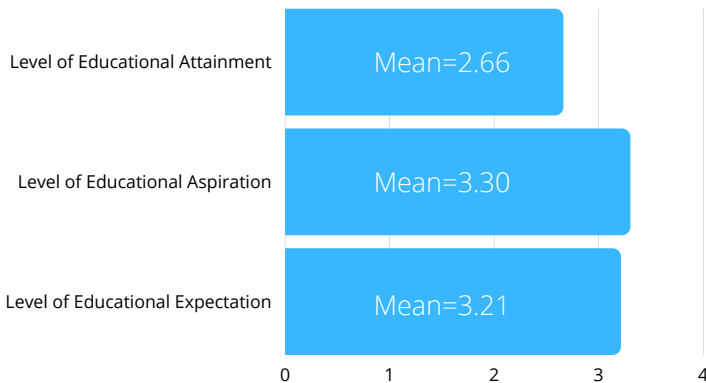 Level of Educational Attainment
Mean=2.66
Level of Educational Aspiration
Mean=3.30
Level of Educational Expectation
Mean=3.21
0 1 2 3 4